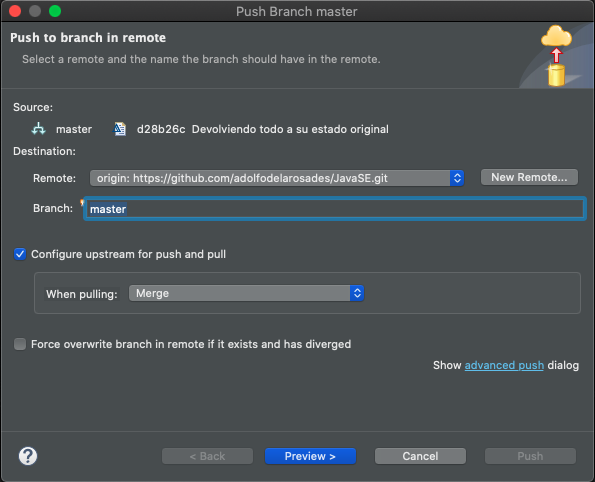 Push Branch master
Push to branch in remote
Select a remote and the name the branch should have in the remote.
Source:
master d28b26c Devolviendo todo a su estado original
Destination:
Remote: origin: https://github.com/adolfodelarosades/JavaSE.git New Remote...
Branch: master
Configure upstream for push and pull
When pulling: Merge
Force overwrite branch in remote if it exists and has diverged
Show advanced push dialog
? < Back Preview > Cancel Push